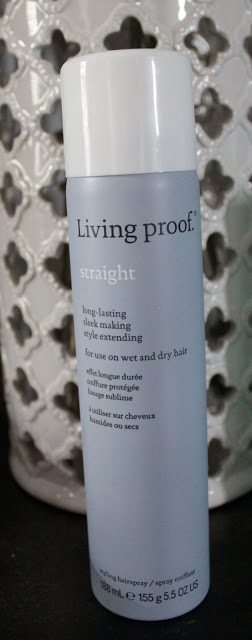 Living proof.®
straight
long-lasting
sleek making
style extending
for use on wet and dry hair
effet longue durée
coiffure protégée
lissage sublime
à utiliser sur cheveux
humides ou secs
styling hairspray / spray coiffant
188 mL ℮ 155 g 5.5 OZ US